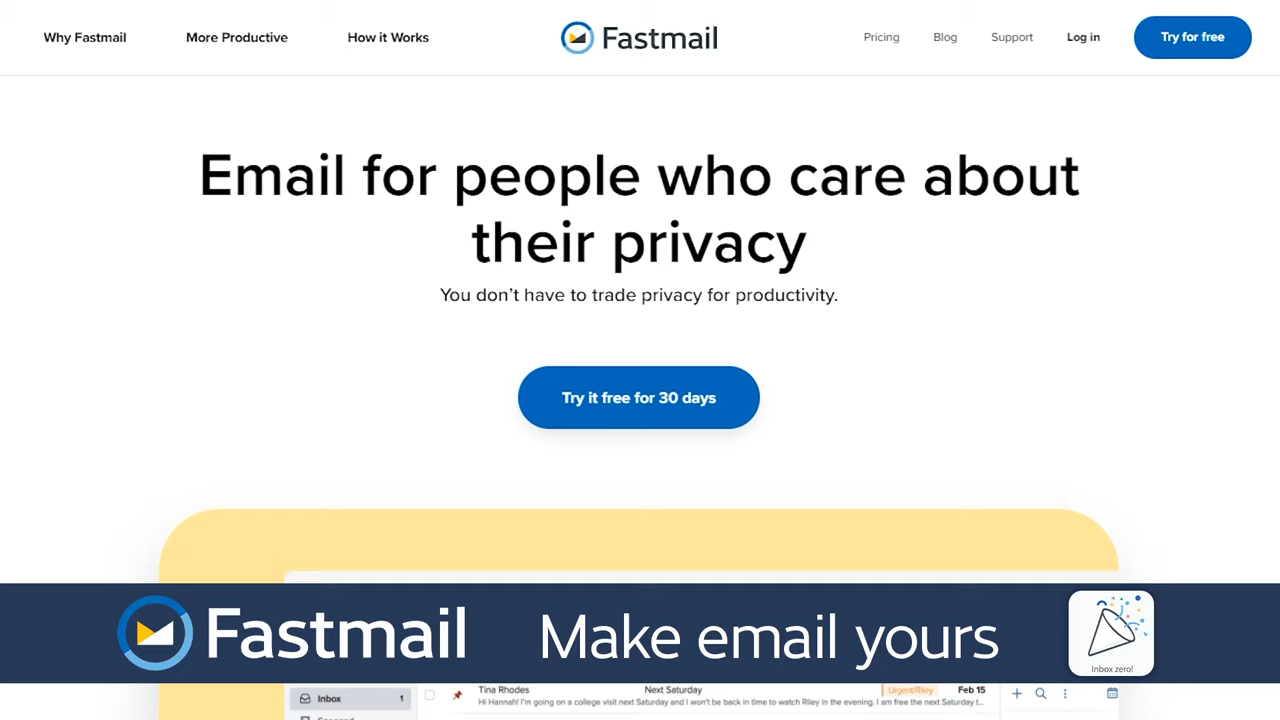 Why Fastmail More Productive How it Works Fastmail Pricing Blog Support Log in Try for free
Email for people who care about
their privacy
You don’t have to trade privacy for productivity.
Try it free for 30 days
Fastmail Make email yours
Inbox zero!
Inbox 1 Tina Rhodes Next Saturday Urgent/Riley Feb 15
Hi Hannah! I'm going on a college visit next Saturday and I won't be back in time to watch Riley in the evening. I am free the next Saturday t...